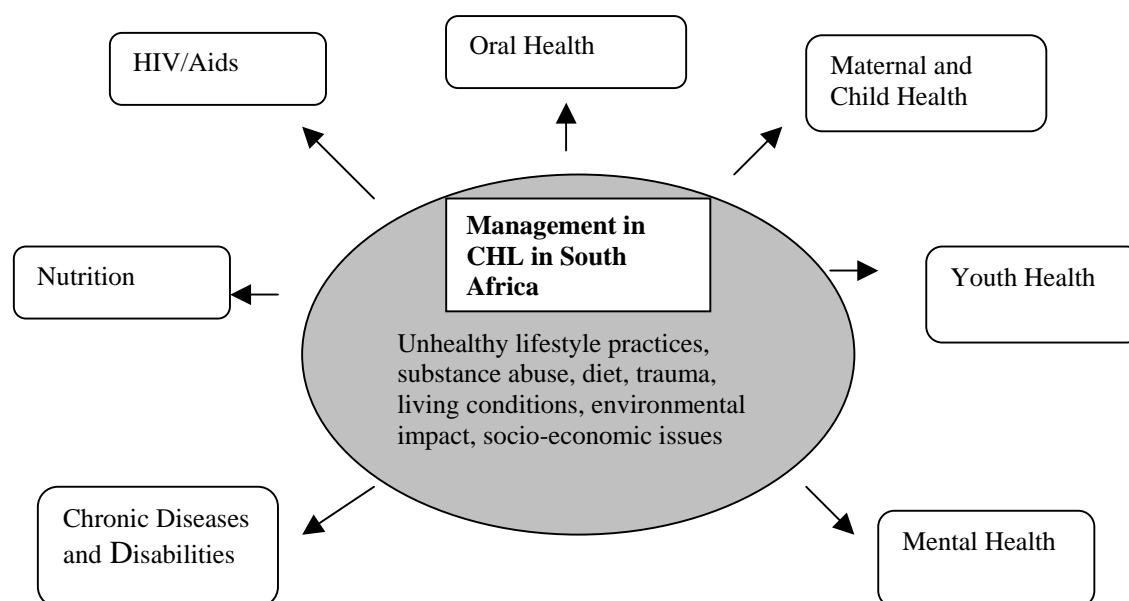 Oral Health
HIV/Aids
Maternal and
Child Health
Management in
CHL in South
Africa
Nutrition
Youth Health
Unhealthy lifestyle practices,
substance abuse, diet, trauma,
living conditions, environmental
impact, socio-economic issues
Chronic Diseases
and Disabilities
Mental Health